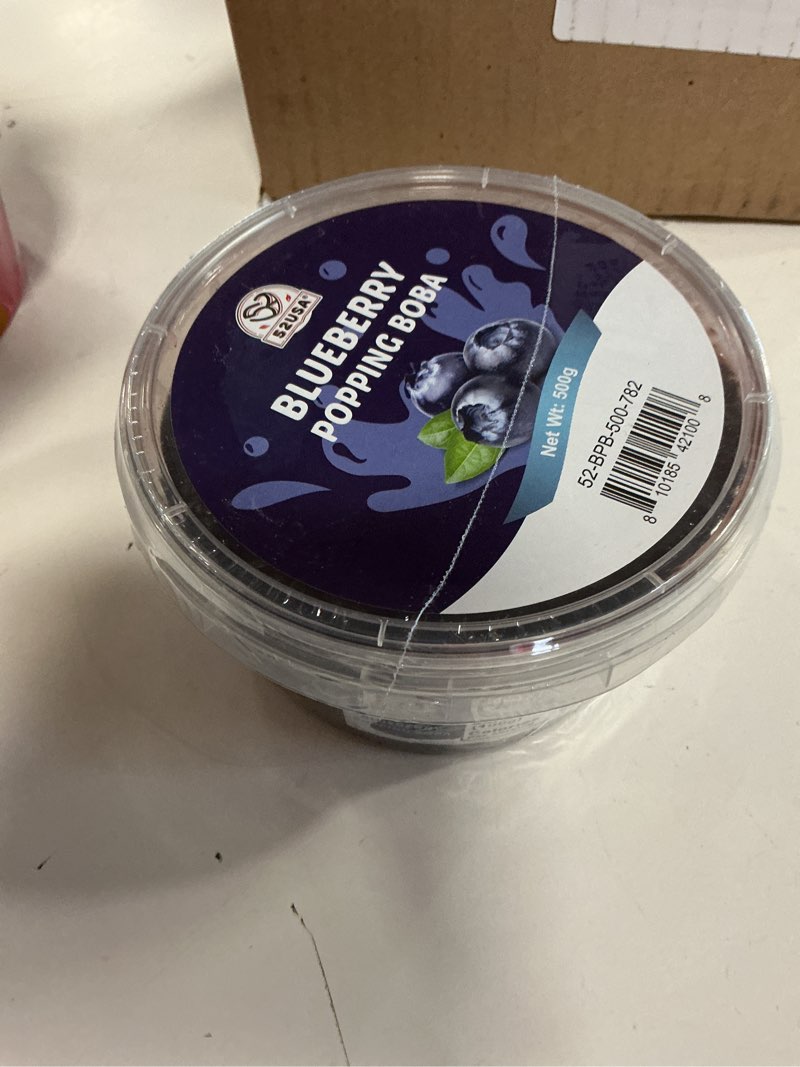 52USA
BLUEBERRY
POPPING BOBA
Net Wt: 500g
52-BPB-500-782
8 10185 42100 8